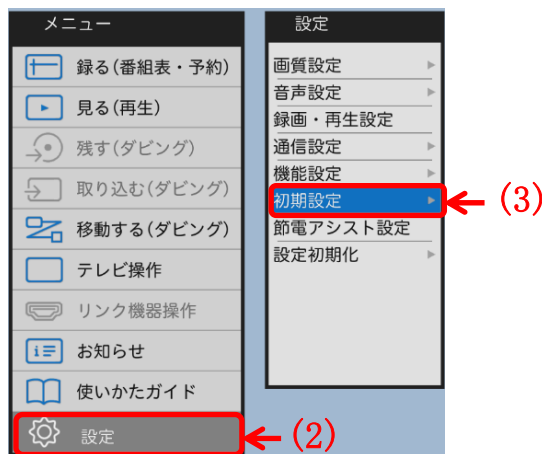 メニュー
録る(番組表・予約)
見る(再生)
残す(ダビング)
取り込む(ダビング)
移動する(ダビング)
テレビ操作
リンク機器操作
お知らせ
使いかたガイド
設定
(2)
設定
画質設定
音声設定
録画・再生設定
通信設定
機能設定
初期設定
(3)
節電アシスト設定
設定初期化